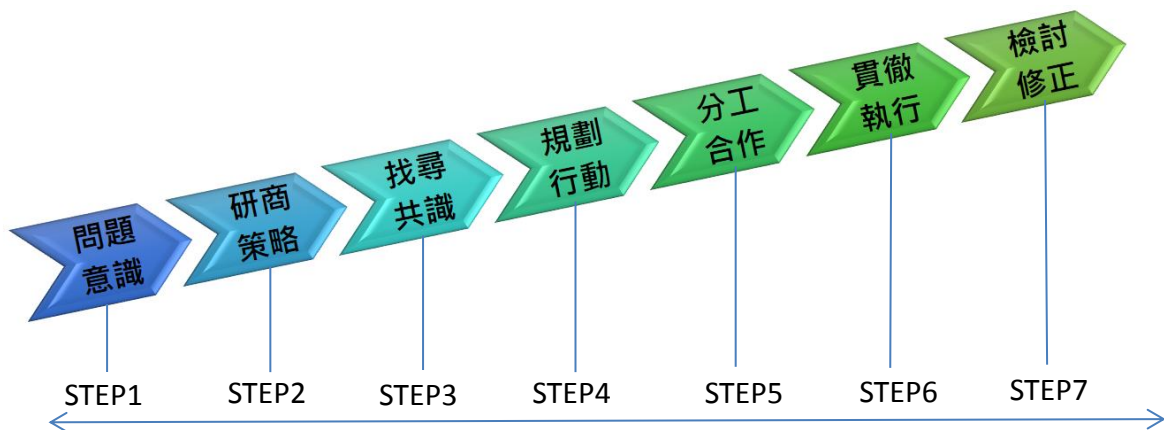 問題
意識
研商
策略
找尋
共識
規劃
行動
分工
合作
貫徹
執行
檢討
修正
STEP1
STEP2
STEP3
STEP4
STEP5
STEP6
STEP7